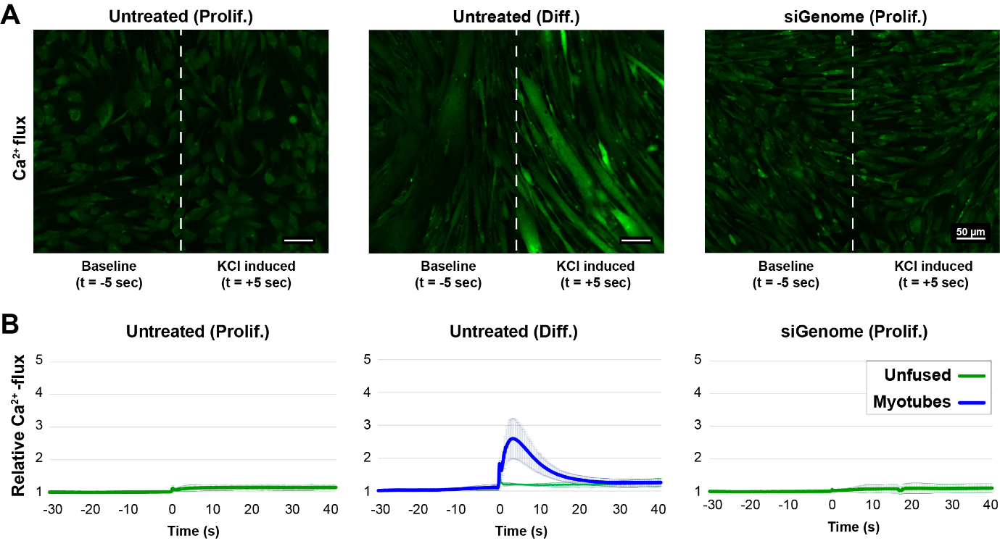 A
Untreated (Prolif.)
Untreated (Diff.)
siGenome (Prolif.)
Ca²⁺ flux
50 µm
Baseline
(t = -5 sec)
KCl induced
(t = +5 sec)
Baseline
(t = -5 sec)
KCl induced
(t = +5 sec)
Baseline
(t = -5 sec)
KCl induced
(t = +5 sec)
B
Untreated (Prolif.)
Untreated (Diff.)
siGenome (Prolif.)
Relative Ca²⁺ -flux
5
4
3
2
1
-30 -20 -10 0 10 20 30 40
Time (s)
5
4
3
2
1
-30 -20 -10 0 10 20 30 40
Time (s)
5
4
3
2
1
-30 -20 -10 0 10 20 30 40
Time (s)
Unfused
Myotubes